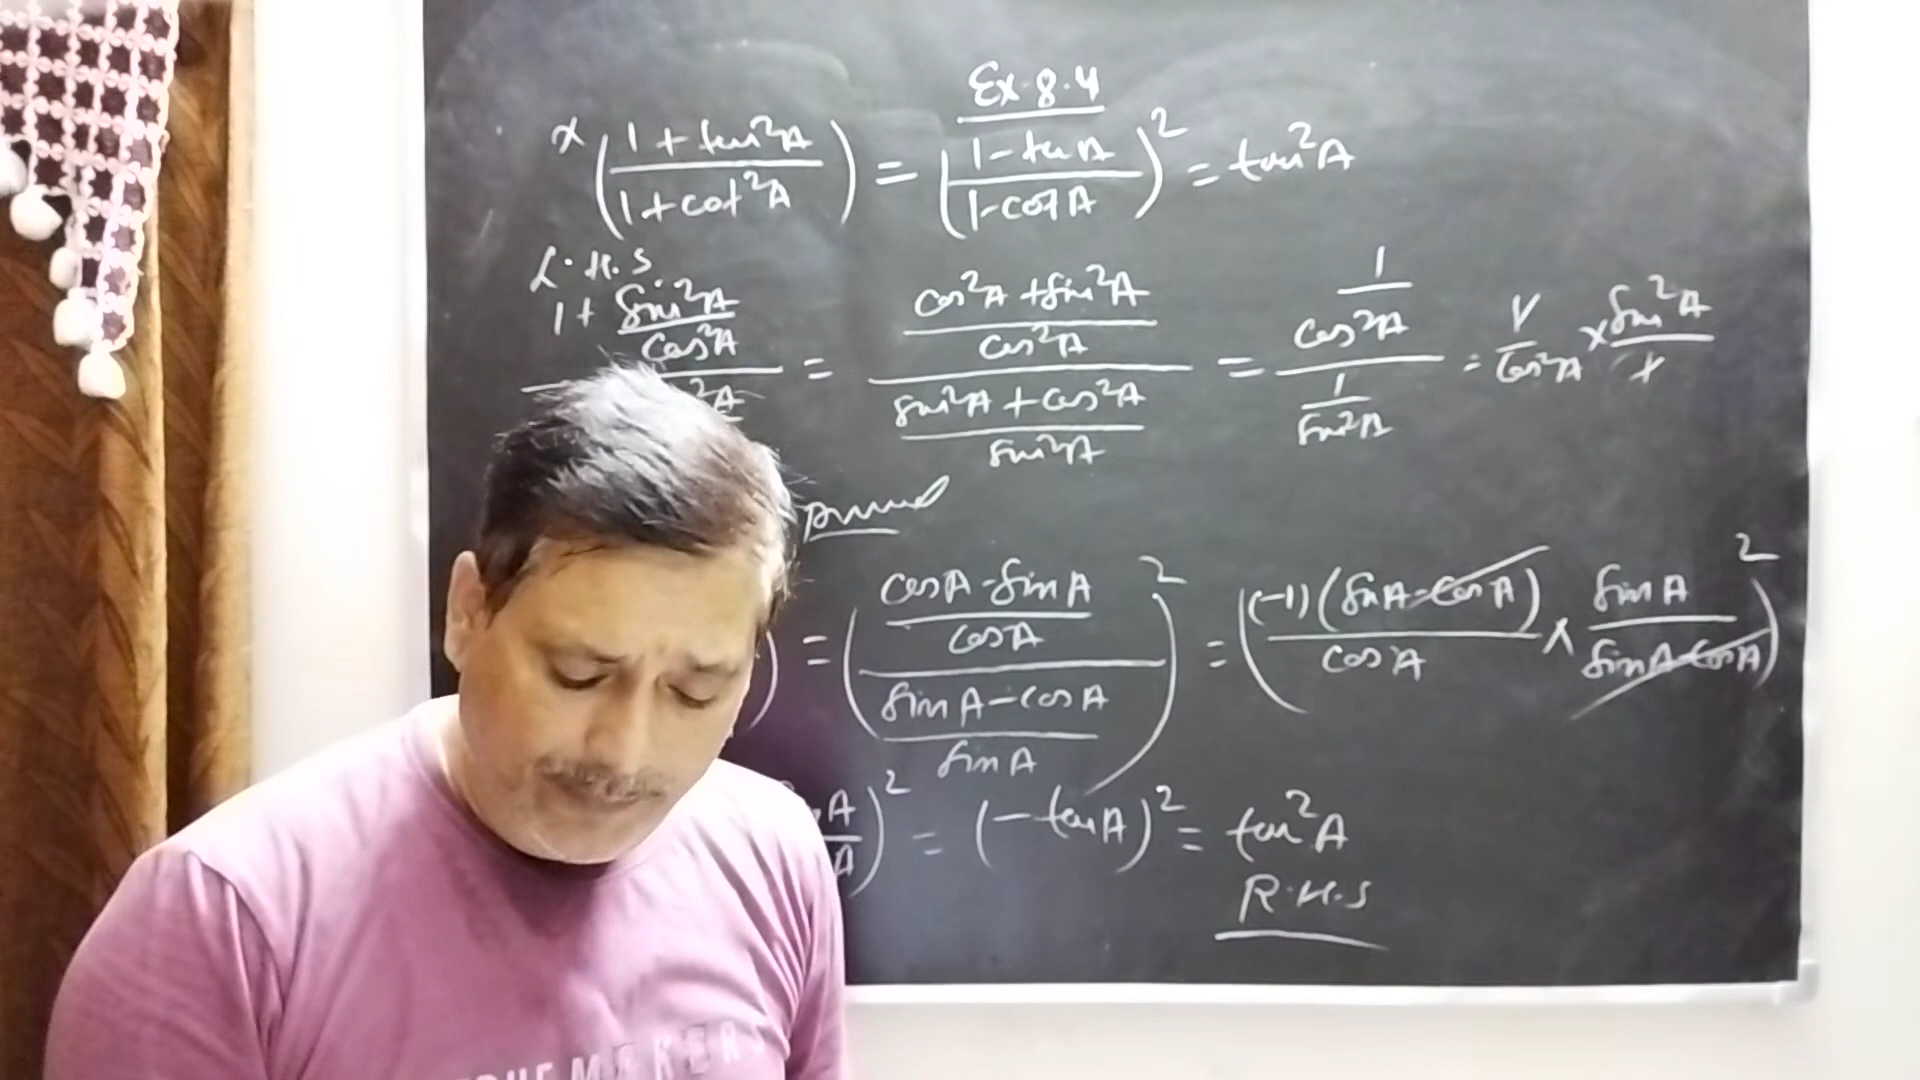 Ex. 8.4
x (1 + tan²A / 1 + cot²A) = (1 - tan A / 1 - cot A)² = tan²A
L.H.S
1 + sin²A / cos²A = (cos²A + sin²A / cos²A) / (sin²A + cos²A / sin²A) = (1 / cos²A) / (1 / sin²A) = 1 / cos²A × sin²A / 1
= ((cos A - sin A / cos A) / (sin A - cos A / sin A))² = ((-1)(sin A - cos A) / cos A × sin A / sin A - cos A)²
A / A)² = (- tan A)² = tan²A
R.H.S
MAKER